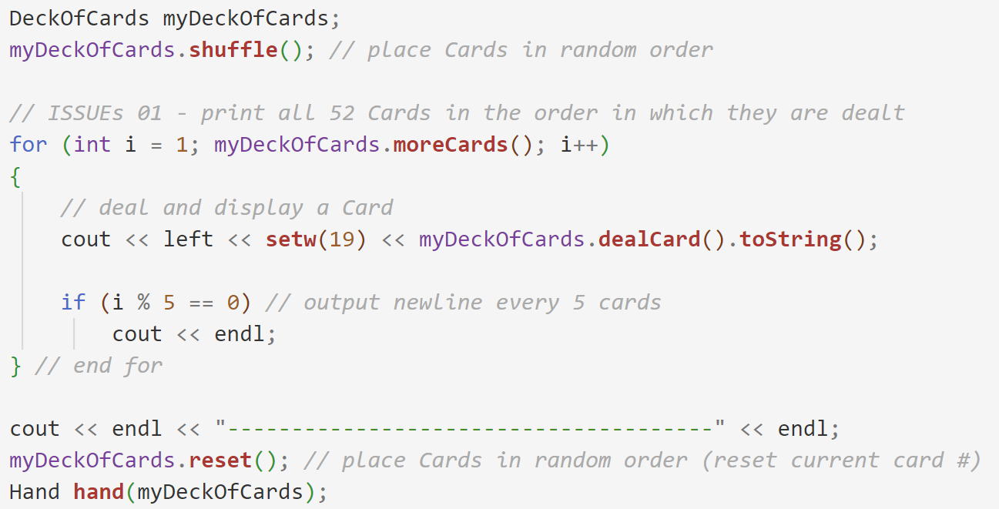 DeckOfCards myDeckOfCards;
myDeckOfCards.shuffle(); // place Cards in random order
// ISSUEs 01 - print all 52 Cards in the order in which they are dealt
for (int i = 1; myDeckOfCards.moreCards(); i++)
{
// deal and display a Card
cout << left << setw(19) << myDeckOfCards.dealCard().toString();
if (i % 5 == 0) // output newline every 5 cards
cout << endl;
} // end for
cout << endl << "--------------------------------------" << endl;
myDeckOfCards.reset(); // place Cards in random order (reset current card #)
Hand hand(myDeckOfCards);